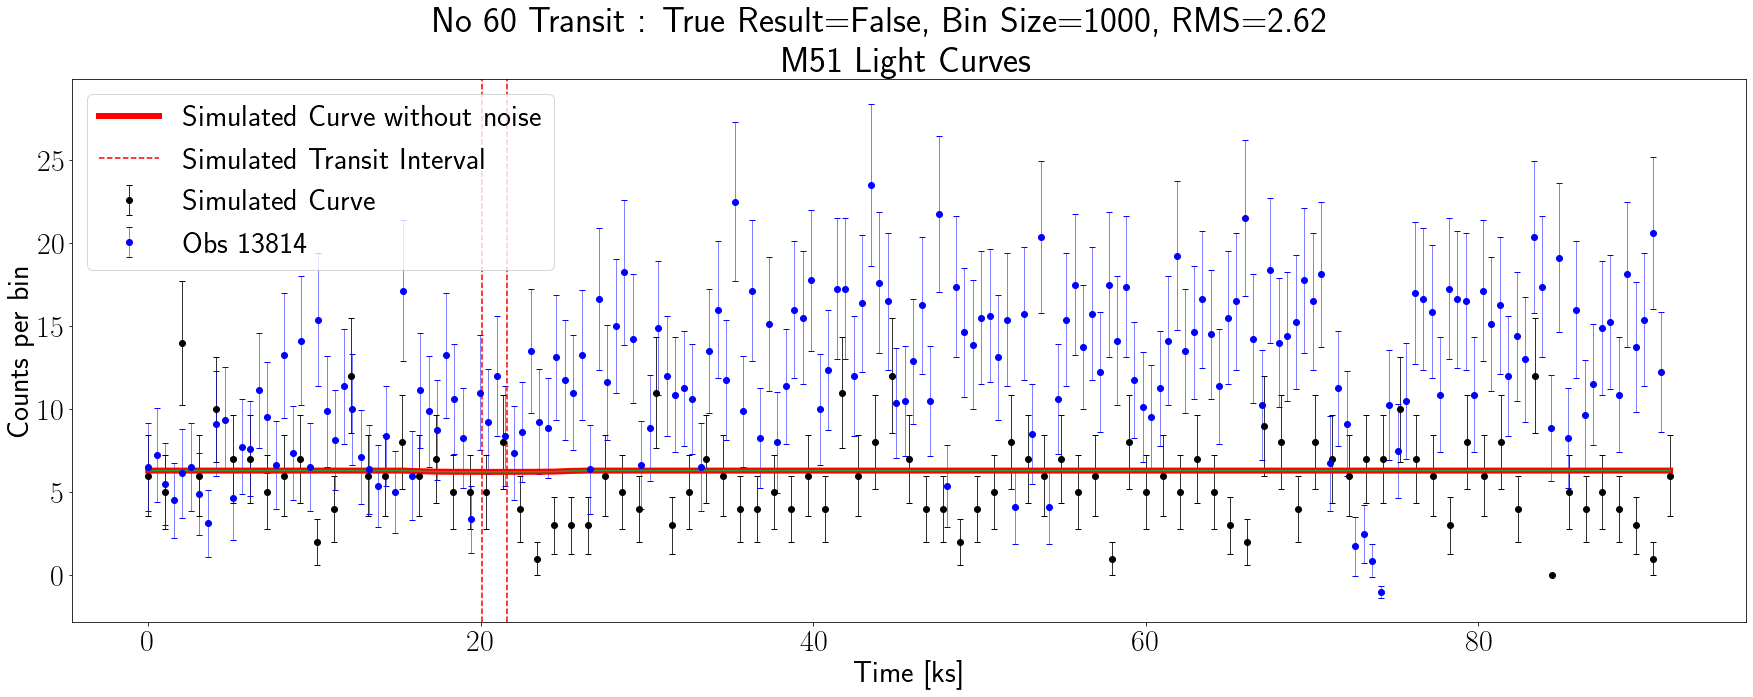 No 60 Transit : True Result=False, Bin Size=1000, RMS=2.62
M51 Light Curves
Simulated Curve without noise
Simulated Transit Interval
Simulated Curve
Obs 13814
Counts per bin
25
20
15
10
5
0
0 20 40 60 80
Time [ks]